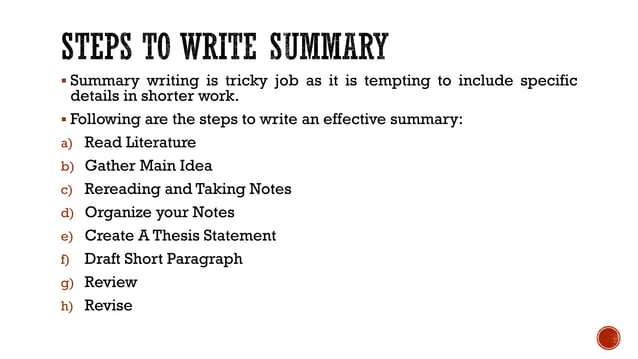 STEPS TO WRITE SUMMARY
▪ Summary writing is tricky job as it is tempting to include specific
details in shorter work.
▪ Following are the steps to write an effective summary:
a) Read Literature
b) Gather Main Idea
c) Rereading and Taking Notes
d) Organize your Notes
e) Create A Thesis Statement
f) Draft Short Paragraph
g) Review
h) Revise